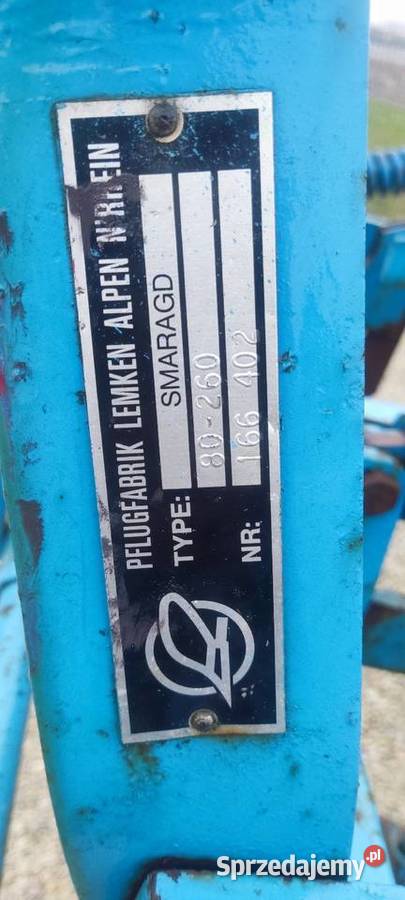 PFLUGFABRIK LEMKEN ALPEN N'RHEIN
SMARAGD
TYPE: 80-260
NR: 166 402
Sprzedajemy.pl